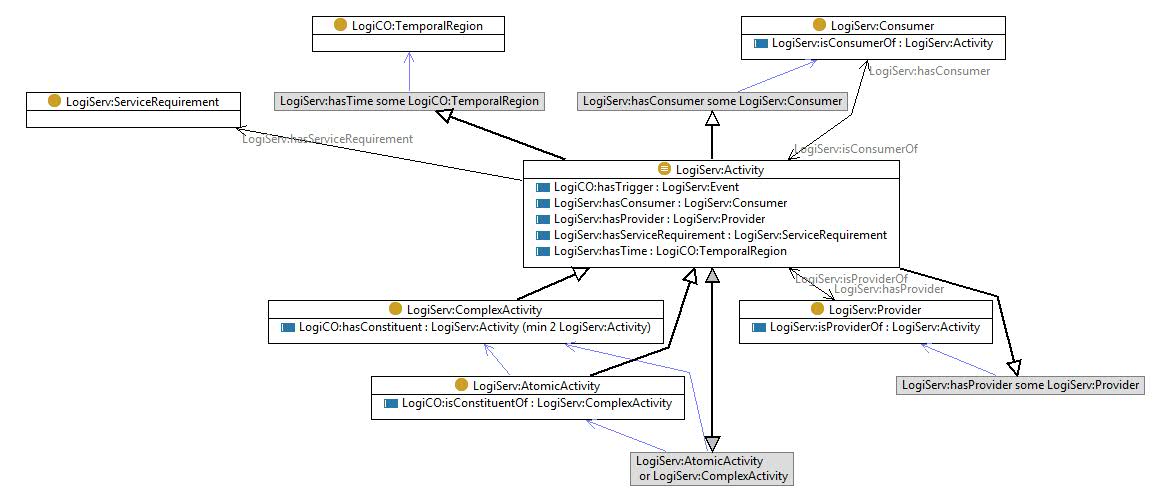 LogiCO:TemporalRegion
LogiServ:Consumer
LogiServ:isConsumerOf : LogiServ:Activity
LogiServ:hasConsumer
LogiServ:ServiceRequirement
LogiServ:hasTime some LogiCO:TemporalRegion
LogiServ:hasConsumer some LogiServ:Consumer
LogiServ:hasServiceRequirement
LogiServ:isConsumerOf
LogiServ:Activity
LogiCO:hasTrigger : LogiServ:Event
LogiServ:hasConsumer : LogiServ:Consumer
LogiServ:hasProvider : LogiServ:Provider
LogiServ:hasServiceRequirement : LogiServ:ServiceRequirement
LogiServ:hasTime : LogiCO:TemporalRegion
LogiServ:isProviderOf
LogiServ:hasProvider
LogiServ:ComplexActivity
LogiCO:hasConstituent : LogiServ:Activity (min 2 LogiServ:Activity)
LogiServ:Provider
LogiServ:isProviderOf : LogiServ:Activity
LogiServ:AtomicActivity
LogiCO:isConstituentOf : LogiServ:ComplexActivity
LogiServ:hasProvider some LogiServ:Provider
LogiServ:AtomicActivity
or LogiServ:ComplexActivity